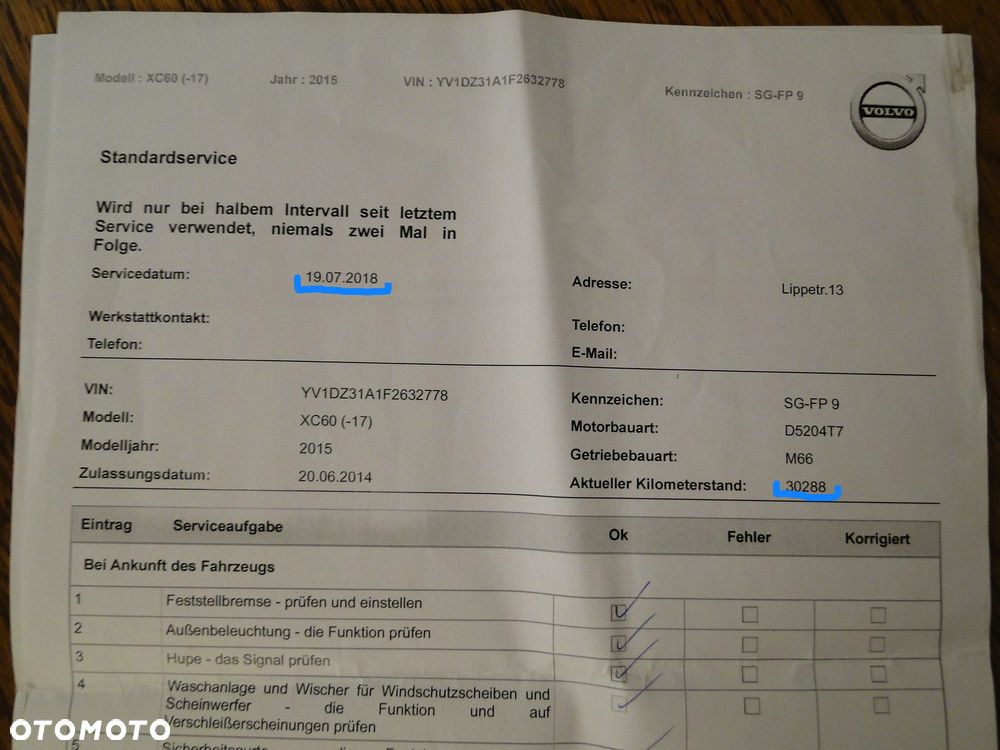 Modell : XC60 (-17) Jahr : 2015 VIN : YV1DZ31A1F2632778 Kennzeichen : SG-FP 9
VOLVO
Standardservice
Wird nur bei halbem Intervall seit letztem
Service verwendet, niemals zwei Mal in
Folge.
Servicedatum: 19.07.2018 Adresse: Lippetr.13
Werkstattkontakt: Telefon:
Telefon: E-Mail:
VIN: YV1DZ31A1F2632778 Kennzeichen: SG-FP 9
Modell: XC60 (-17) Motorbauart: D5204T7
Modelljahr: 2015 Getriebebauart: M66
Zulassungsdatum: 20.06.2014 Aktueller Kilometerstand: 30288
Eintrag Serviceaufgabe Ok Fehler Korrigiert
Bei Ankunft des Fahrzeugs
1 Feststellbremse - prüfen und einstellen
2 Außenbeleuchtung - die Funktion prüfen
3 Hupe - das Signal prüfen
4 Waschanlage und Wischer für Windschutzscheiben und
Scheinwerfer - die Funktion und auf
Verschleißerscheinungen prüfen
5
OTOMOTO